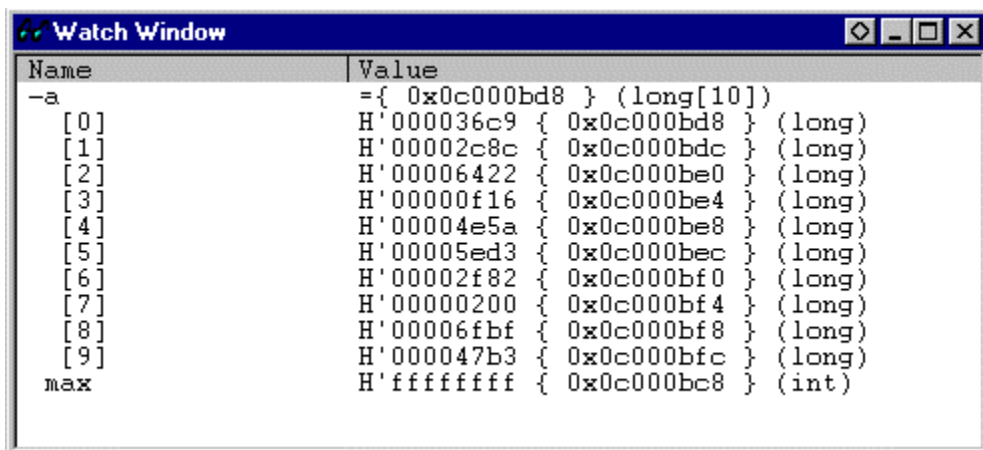 Watch Window
Name Value
-a ={ 0x0c000bd8 } (long[10])
[0] H'000036c9 { 0x0c000bd8 } (long)
[1] H'00002c8c { 0x0c000bdc } (long)
[2] H'00006422 { 0x0c000be0 } (long)
[3] H'00000f16 { 0x0c000be4 } (long)
[4] H'00004e5a { 0x0c000be8 } (long)
[5] H'00005ed3 { 0x0c000bec } (long)
[6] H'00002f82 { 0x0c000bf0 } (long)
[7] H'00000200 { 0x0c000bf4 } (long)
[8] H'00006fbf { 0x0c000bf8 } (long)
[9] H'000047b3 { 0x0c000bfc } (long)
max H'ffffffff { 0x0c000bc8 } (int)